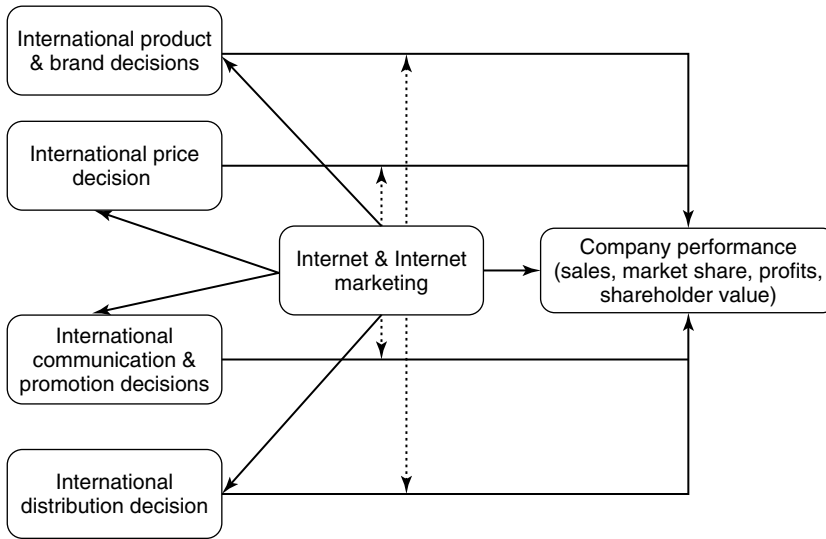 International product
& brand decisions
International price
decision
Internet & Internet
marketing
Company performance
(sales, market share, profits,
shareholder value)
International
communication &
promotion decisions
International
distribution decision